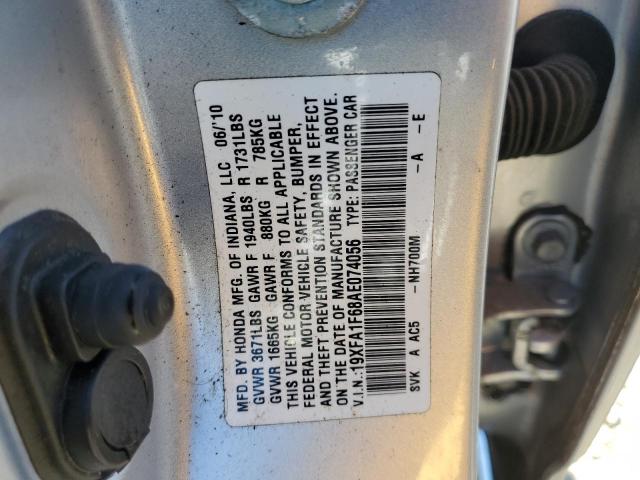 MFD. BY HONDA MFG. OF INDIANA, LLC 06/'10
GVWR 3671LBS GAWR F 1940LBS R 1731LBS
GVWR 1665KG GAWR F 880KG R 785KG
THIS VEHICLE CONFORMS TO ALL APPLICABLE
FEDERAL MOTOR VEHICLE SAFETY, BUMPER,
AND THEFT PREVENTION STANDARDS IN EFFECT
ON THE DATE OF MANUFACTURE SHOWN ABOVE.
V.I.N.:19XFA1F68AE074056 TYPE: PASSENGER CAR
SVK A AC5 -NH700M -A -E